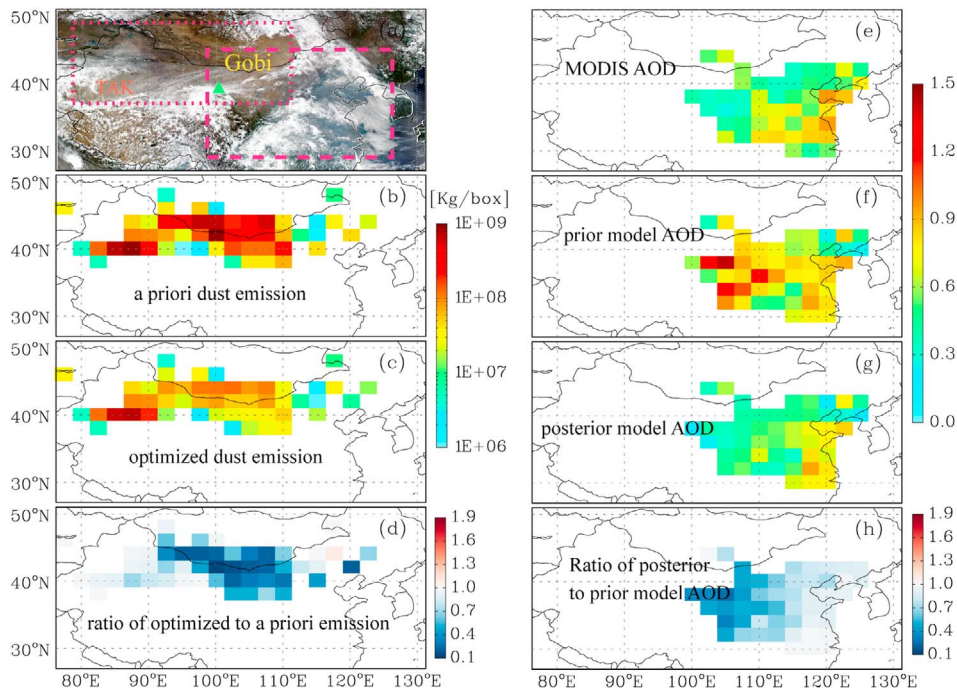 50°N
Gobi
40°N
TAK
30°N
50°N
(b)
[Kg/box]
1E+09
40°N
1E+08
a priori dust emission
30°N
50°N
(c)
1E+07
40°N
1E+06
optimized dust emission
30°N
50°N
(d)
1.9
1.6
1.3
40°N
1.0
0.7
ratio of optimized to a priori emission
0.4
30°N
0.1
80°E
90°E
100°E
110°E
120°E
130°E
(e)
MODIS AOD
1.5
(f)
1.2
prior model AOD
0.9
0.6
(g)
0.3
posterior model AOD
0.0
(h)
1.9
1.6
Ratio of posterior
1.3
to prior model AOD
1.0
0.7
0.4
0.1
80°E
90°E
100°E
110°E
120°E
130°E